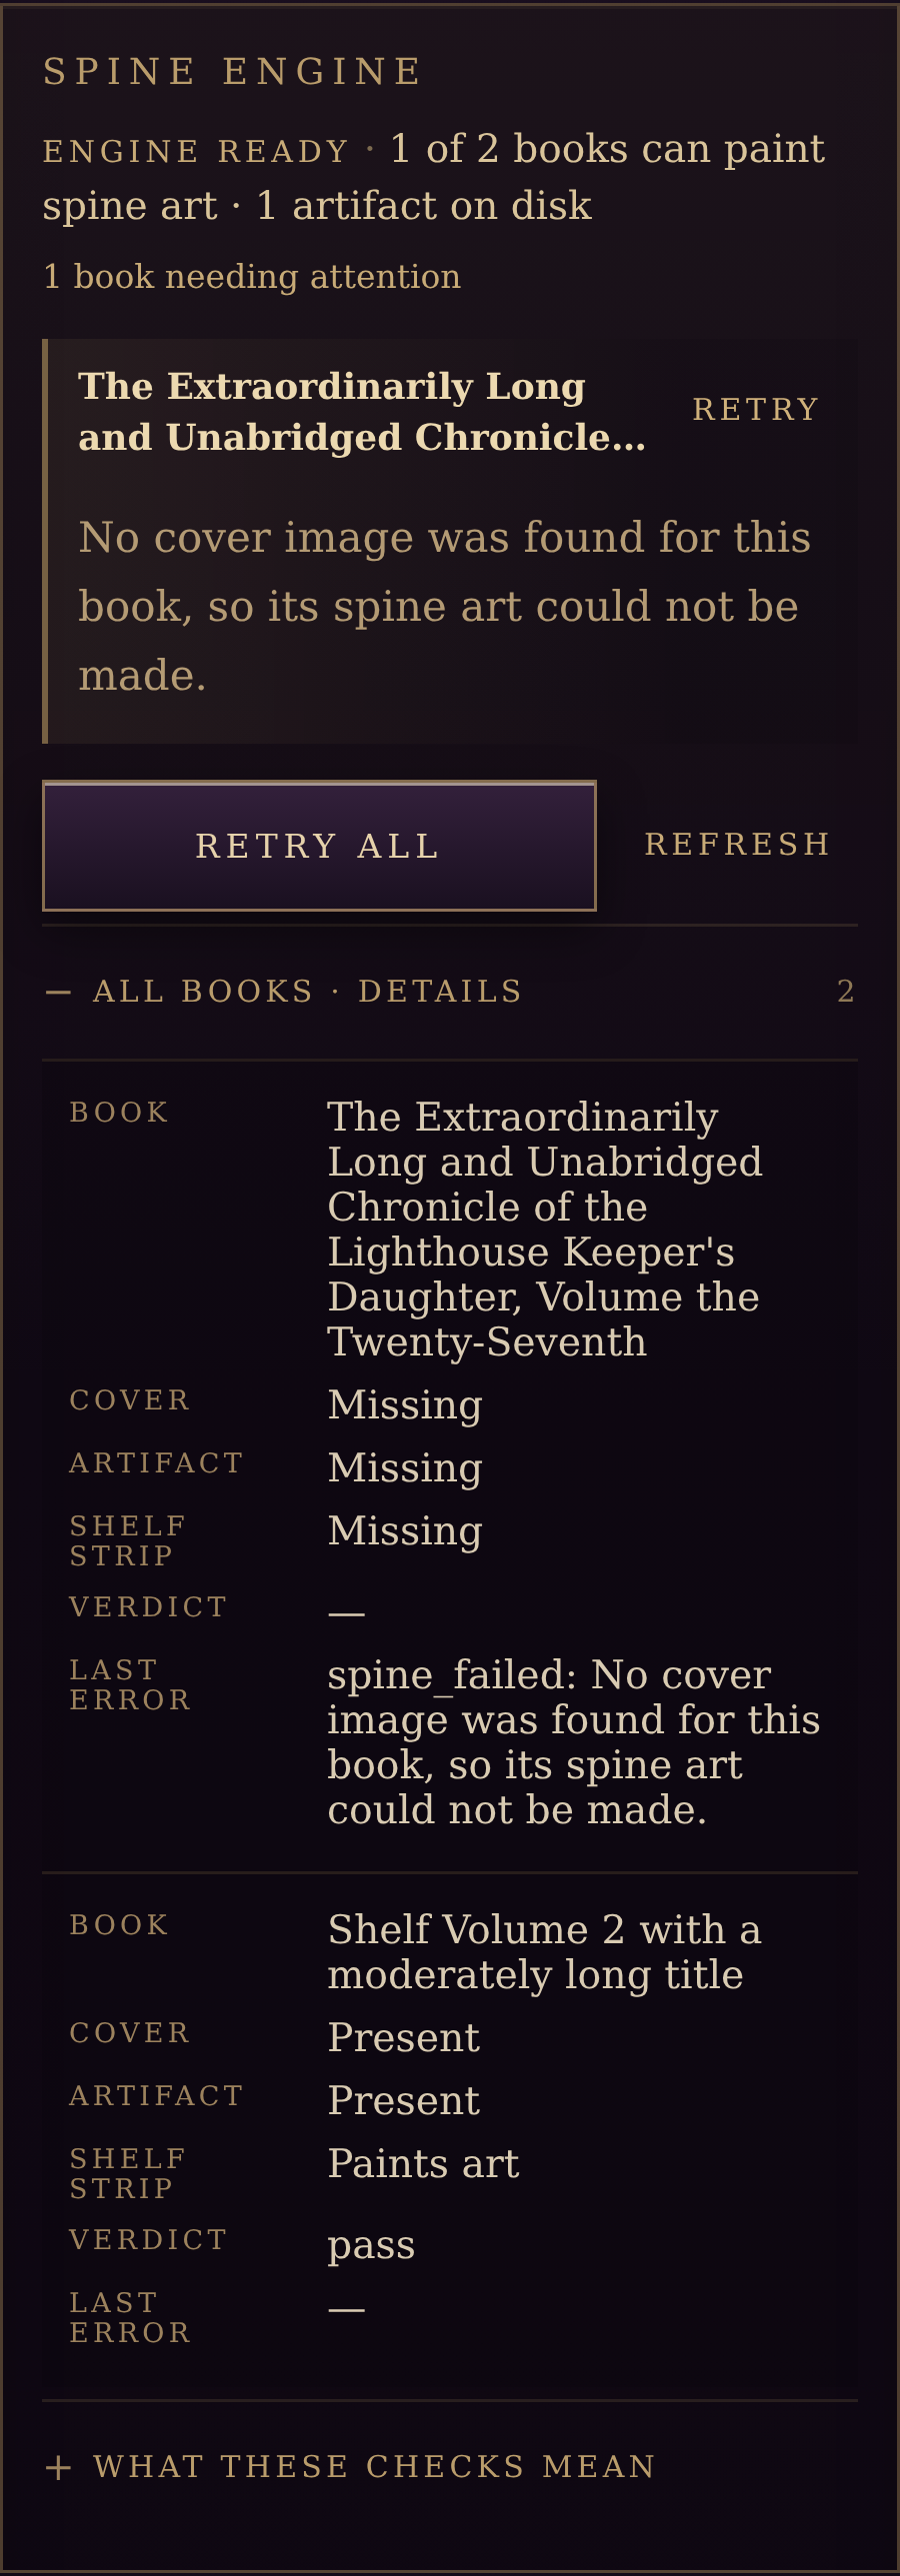 SPINE ENGINE
ENGINE READY · 1 of 2 books can paint
spine art · 1 artifact on disk
1 book needing attention
The Extraordinarily Long
and Unabridged Chronicle...
RETRY
No cover image was found for this
book, so its spine art could not be
made.
RETRY ALL
REFRESH
— ALL BOOKS · DETAILS 2
BOOK
The Extraordinarily
Long and Unabridged
Chronicle of the
Lighthouse Keeper's
Daughter, Volume the
Twenty-Seventh
COVER
Missing
ARTIFACT
Missing
SHELF
STRIP
Missing
VERDICT
—
LAST
ERROR
spine_failed: No cover
image was found for this
book, so its spine art
could not be made.
BOOK
Shelf Volume 2 with a
moderately long title
COVER
Present
ARTIFACT
Present
SHELF
STRIP
Paints art
VERDICT
pass
LAST
ERROR
—
+ WHAT THESE CHECKS MEAN